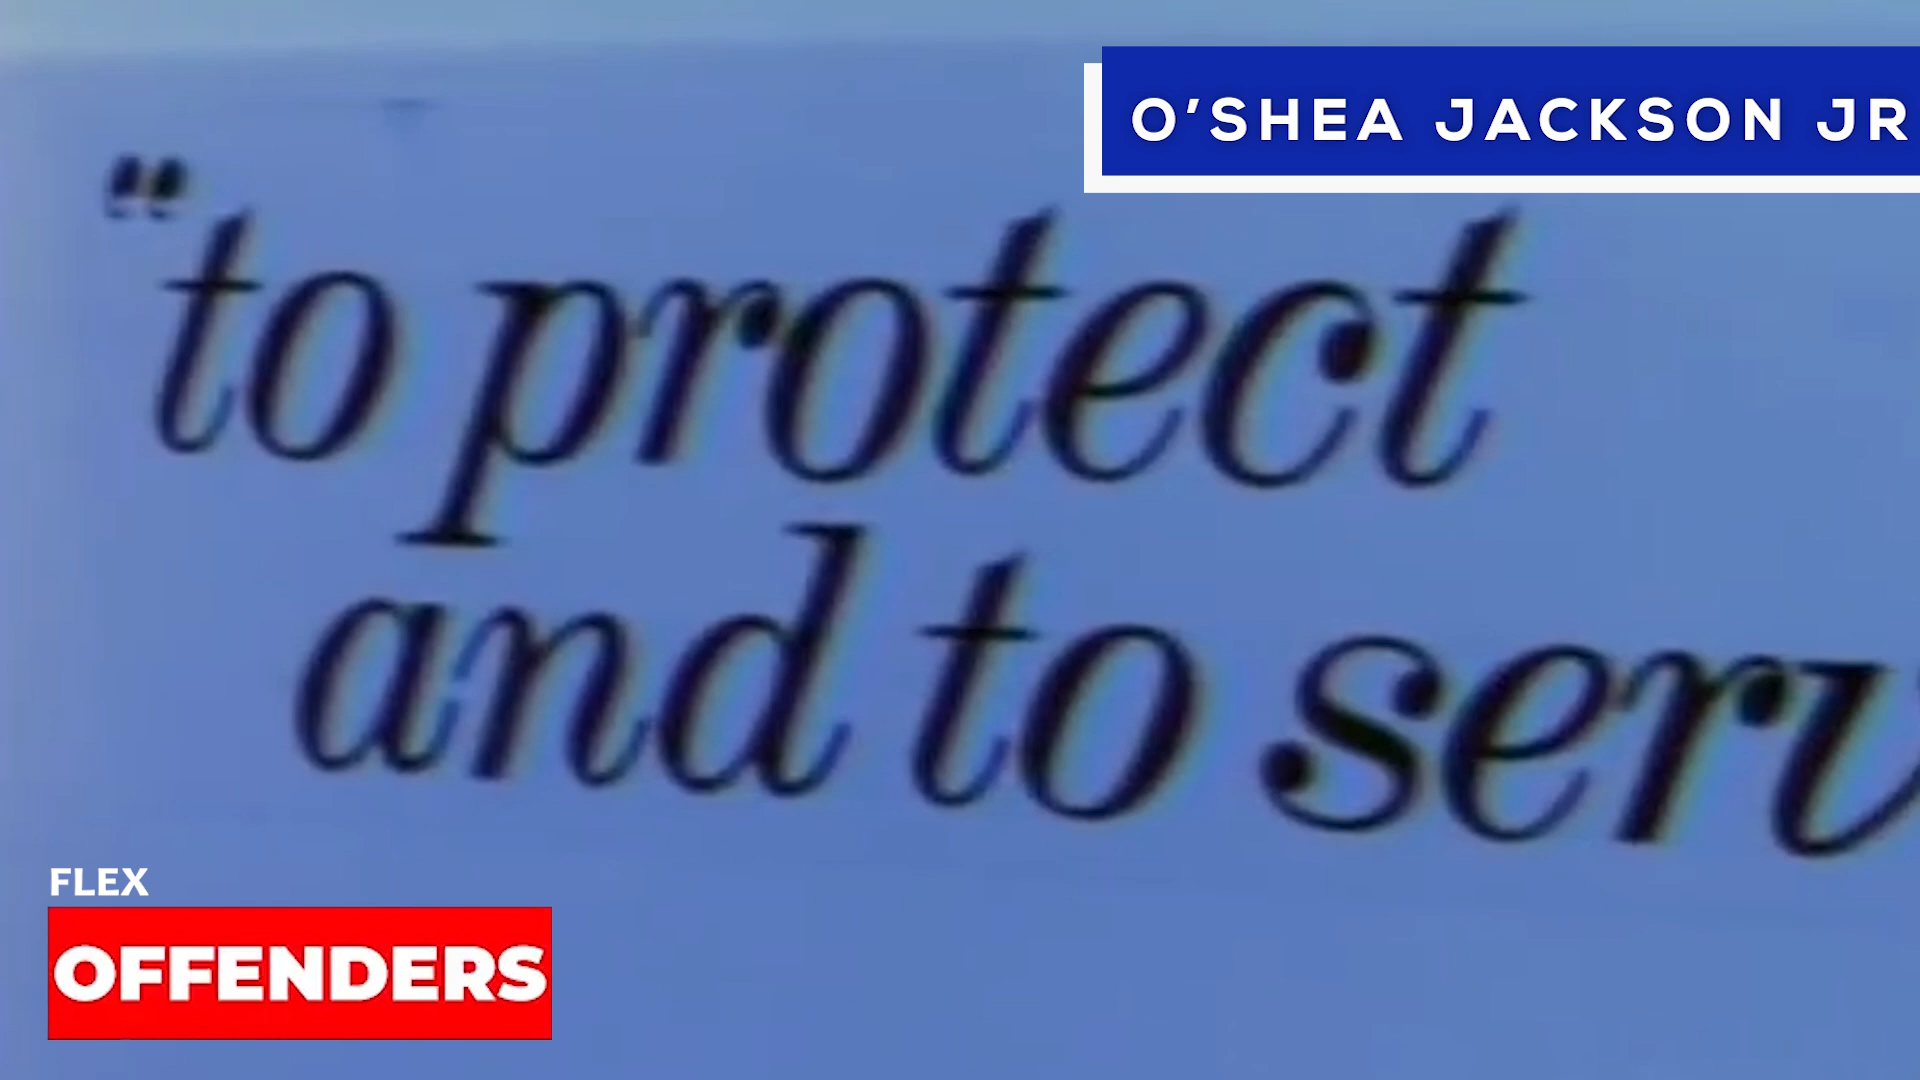 O'SHEA JACKSON JR
“to protect
and to serv
FLEX
OFFENDERS